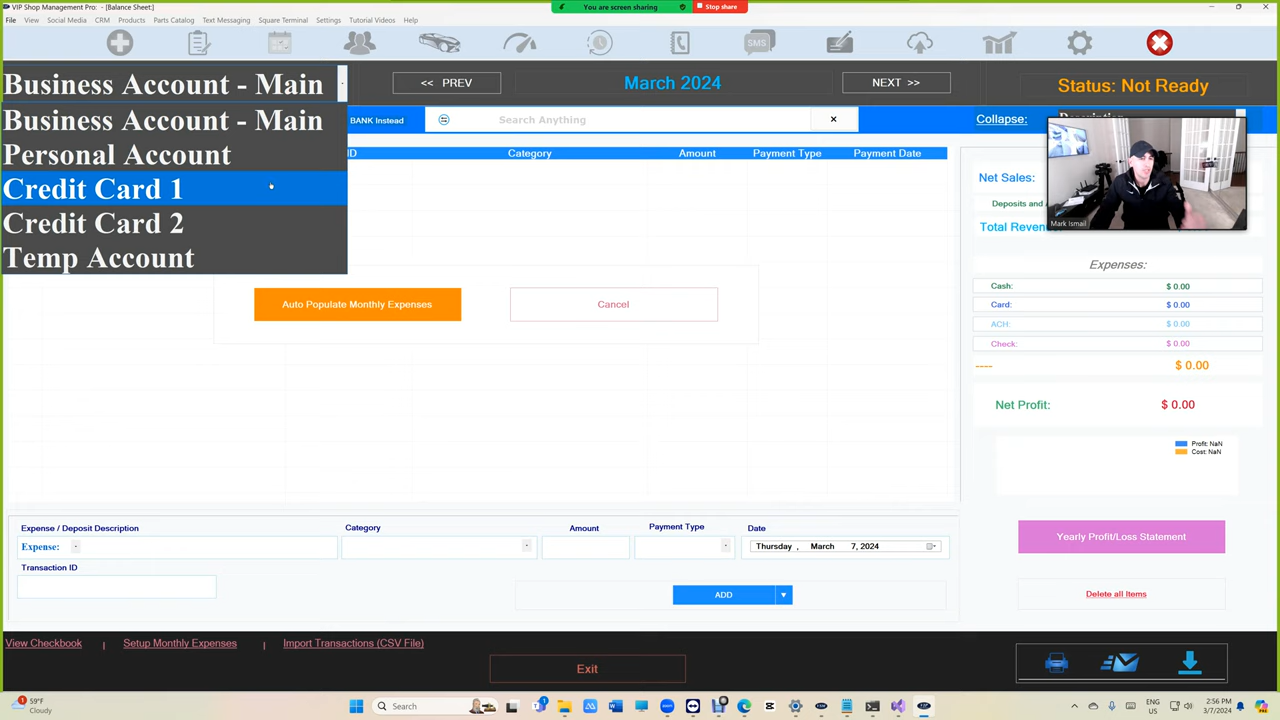 VIP Shop Management Pro: - [Balance Sheet:]
You are screen sharing
Stop share
File View Social Media CRM Products Parts Catalog Text Messaging Square Terminal Settings Tutorial Videos Help
SMS
Business Account - Main
<< PREV
March 2024
NEXT >>
Status: Not Ready
Business Account - Main
Personal Account
Credit Card 1
Credit Card 2
Temp Account
BANK Instead
Search Anything
Collapse:
ID Category Amount Payment Type Payment Date
Auto Populate Monthly Expenses
Cancel
Mark Ismail
Net Sales:
Deposits and
Expenses:
Cash: $ 0.00
Card: $ 0.00
ACH: $ 0.00
Check: $ 0.00
---- $ 0.00
Net Profit: $ 0.00
Profit: NaN
Cost: NaN
Yearly Profit/Loss Statement
Delete all Items
Expense / Deposit Description Category Amount Payment Type Date
Expense: Thursday , March 7, 2024
Transaction ID
ADD
View Checkbook | Setup Monthly Expenses | Import Transactions (CSV File)
Exit
59°F
Cloudy
Search
ENG
US
2:56 PM
3/7/2024